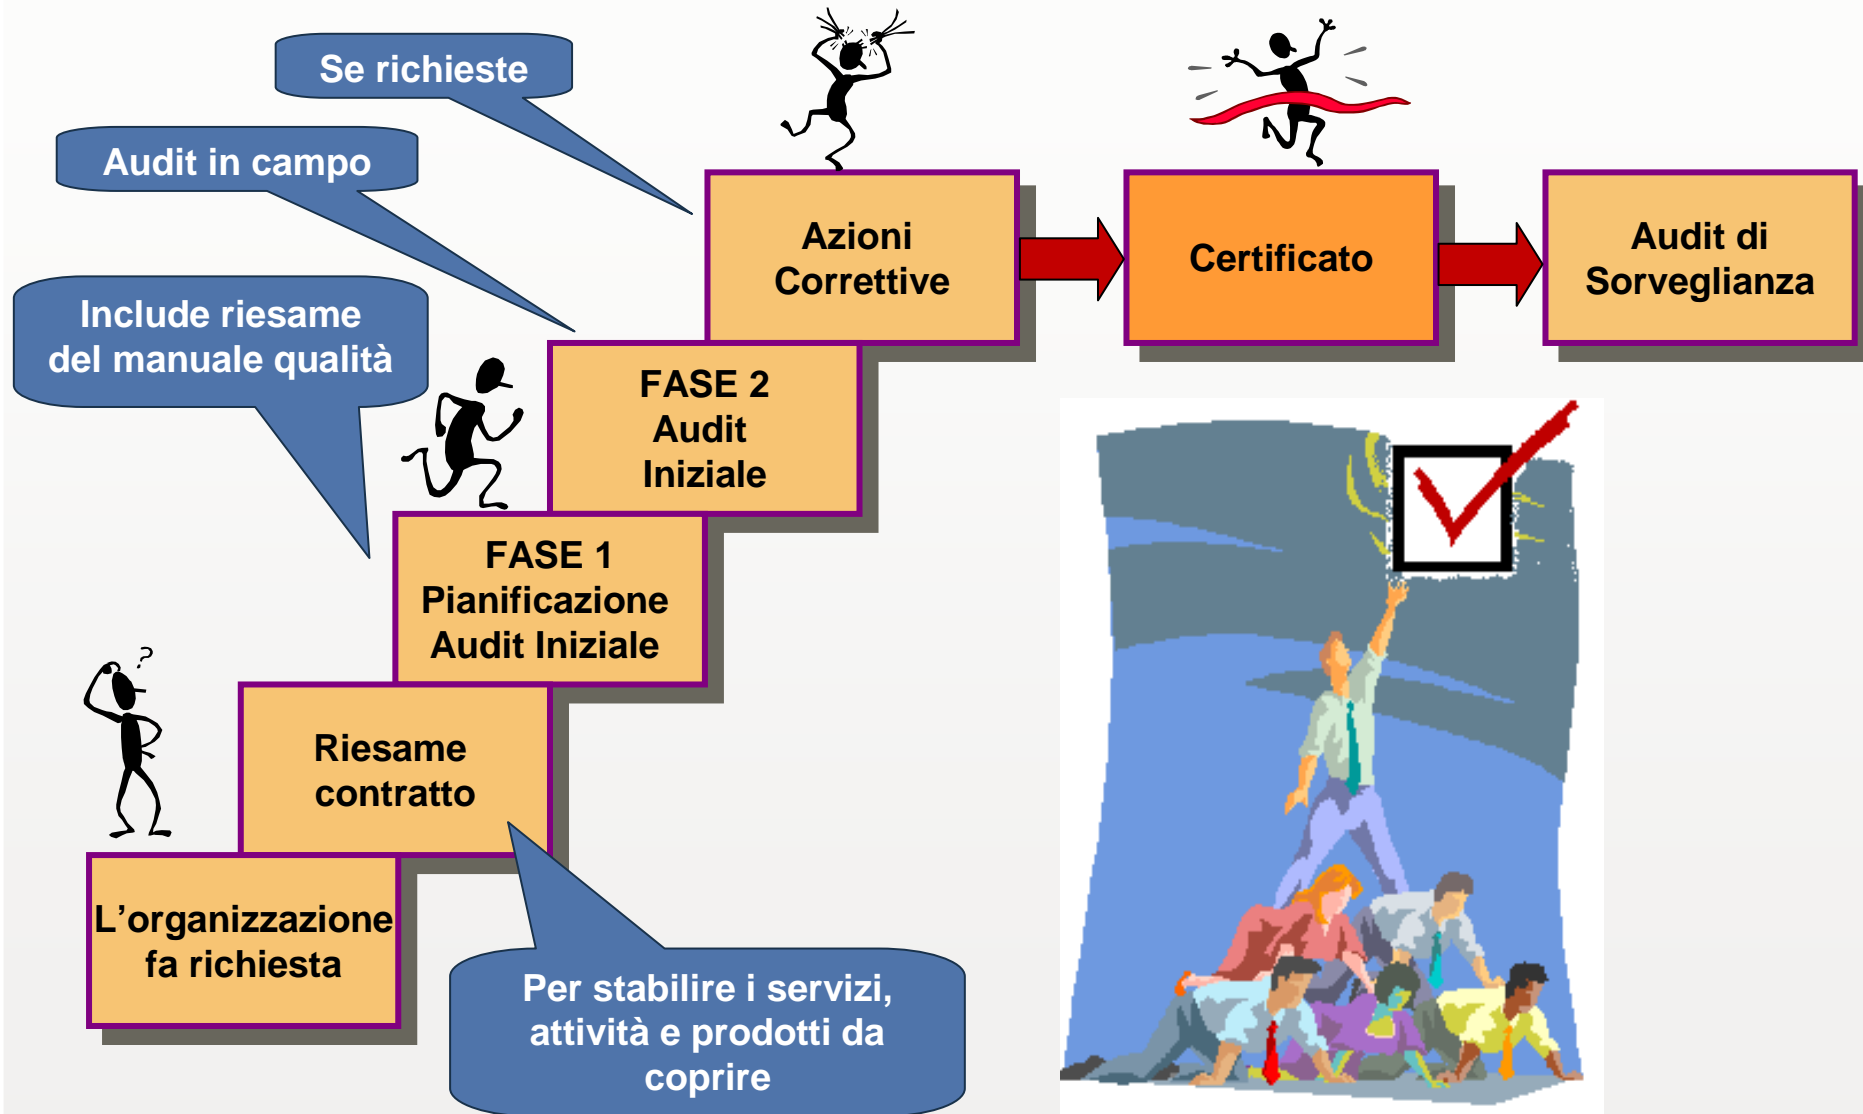 Se richieste
Audit in campo
Include riesame
del manuale qualità
Azioni
Correttive
Certificato
Audit di
Sorveglianza
FASE 2
Audit
Iniziale
FASE 1
Pianificazione
Audit Iniziale
?
Riesame
contratto
L’organizzazione
fa richiesta
Per stabilire i servizi,
attività e prodotti da
coprire